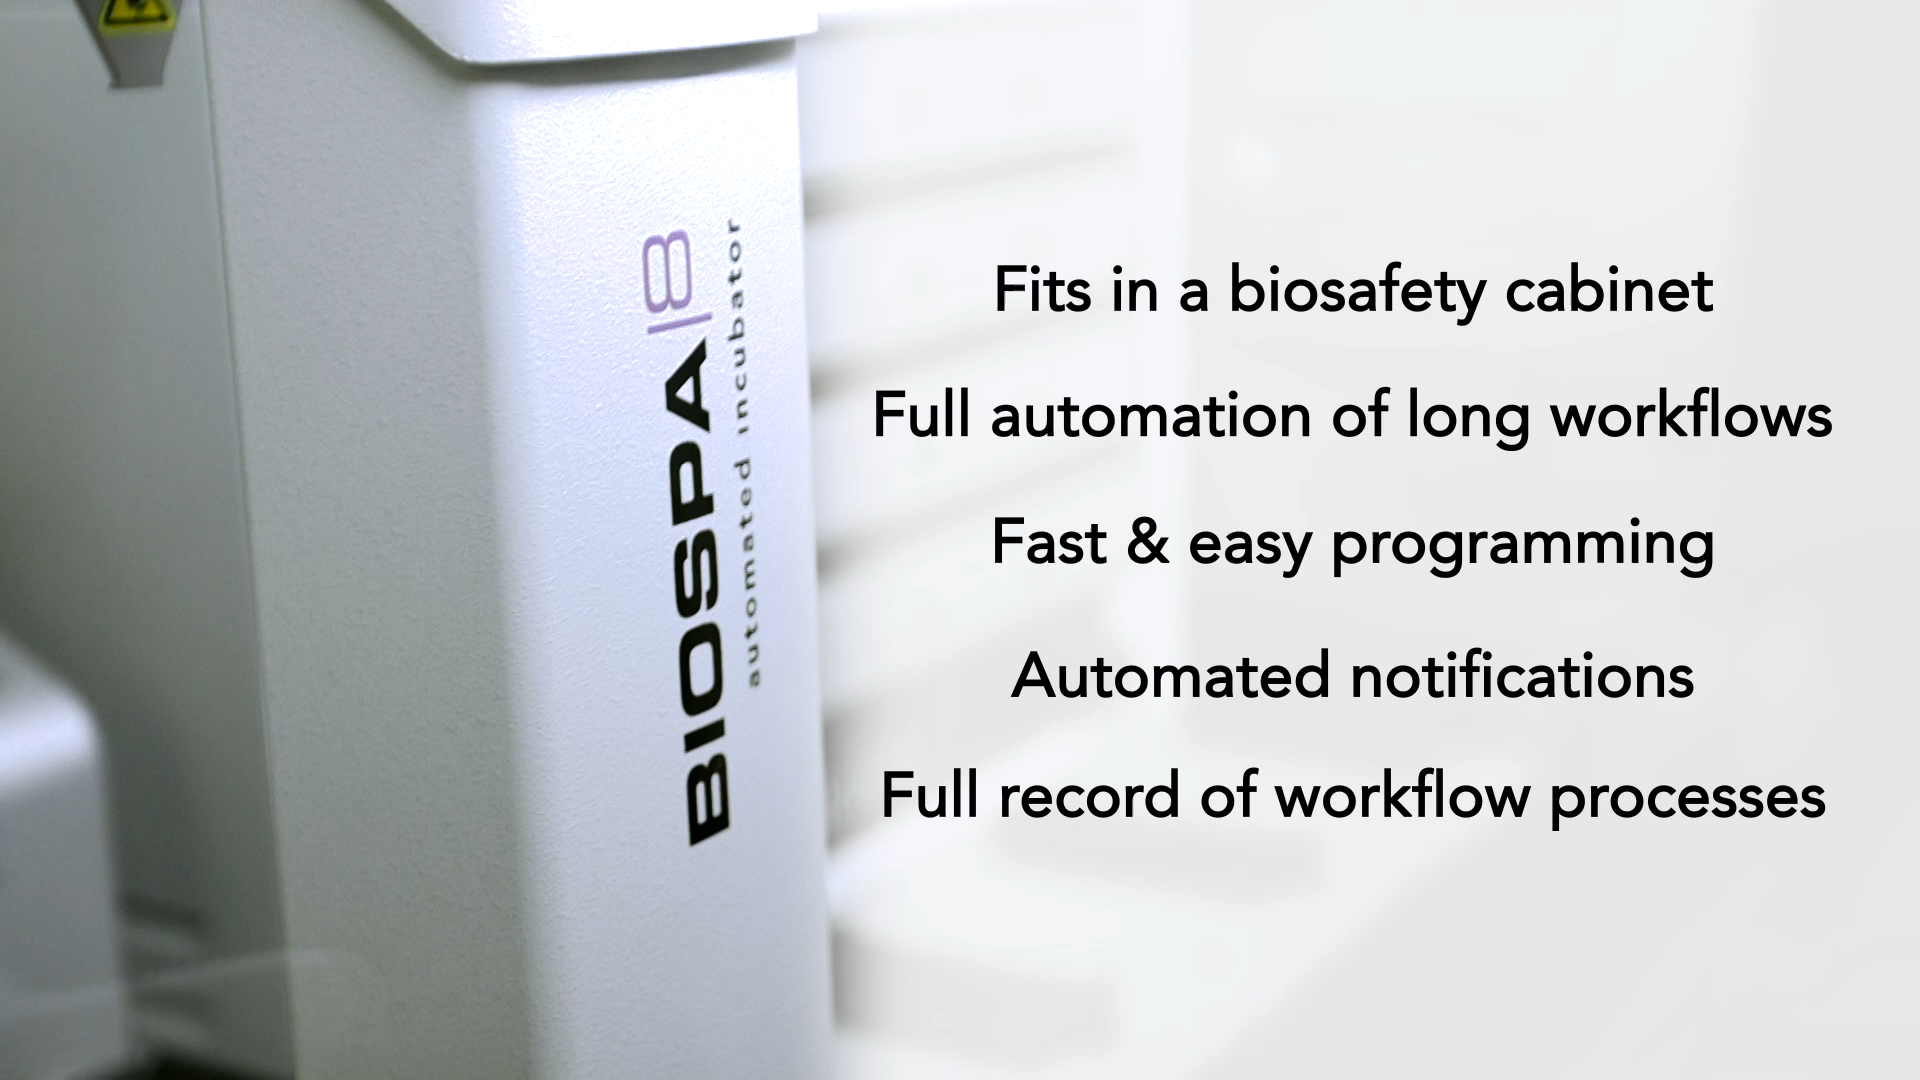 BIOSPA|8
automated incubator
Fits in a biosafety cabinet
Full automation of long workflows
Fast & easy programming
Automated notifications
Full record of workflow processes